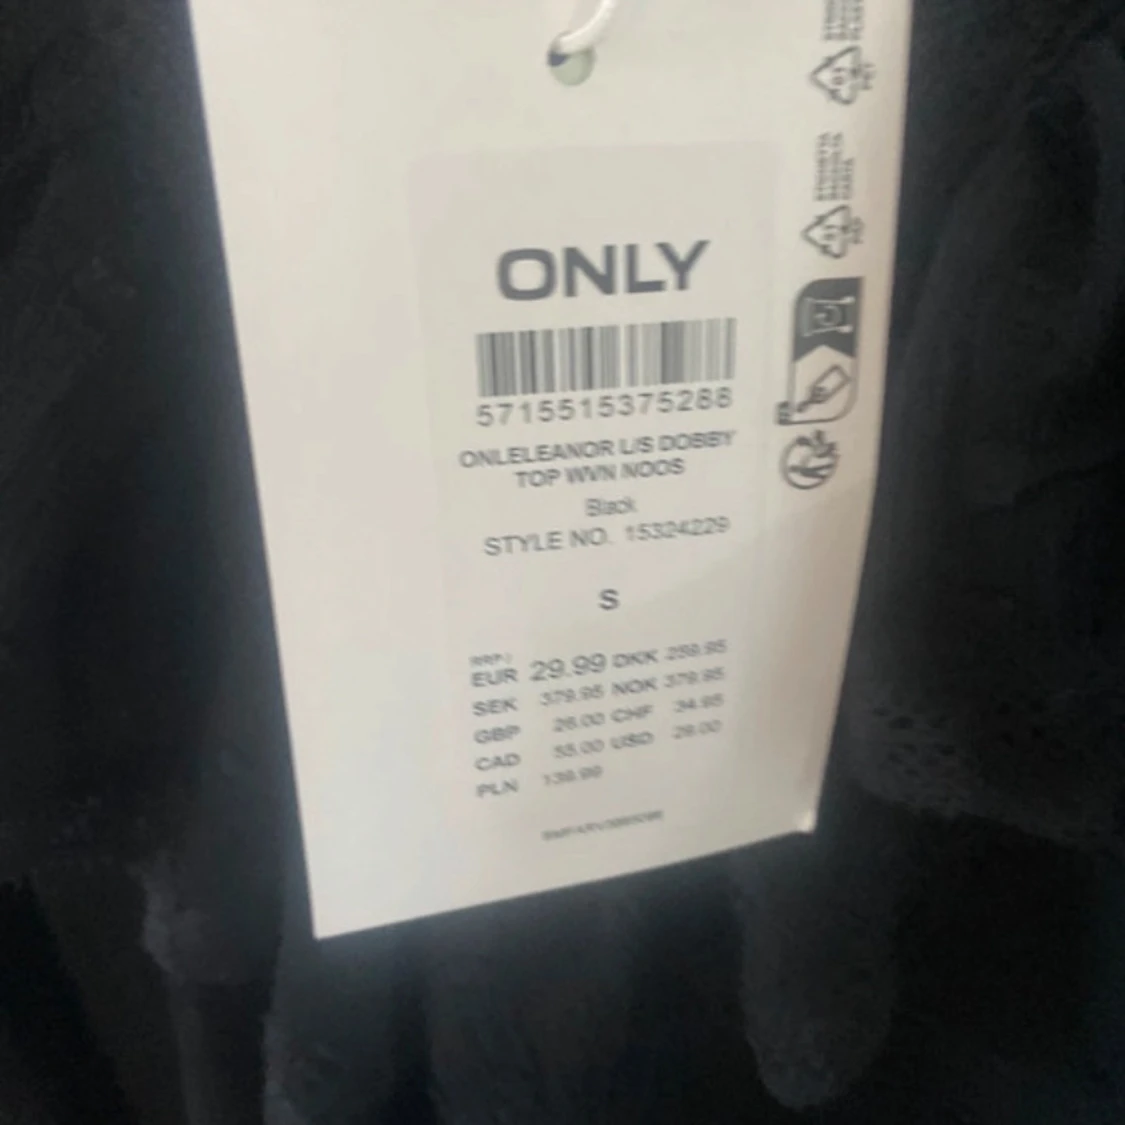 ONLY
5715515375288
ONLELEANOR L/S DOBBY
TOP WVN NOOS
Black
STYLE NO. 15324229
S
EUR 29.99 DKK 259.95
SEK 379.95 NOK 379.95
GBP 26.00 CHF 34.95
CAD 55.00 USD 29.00
PLN 139.99